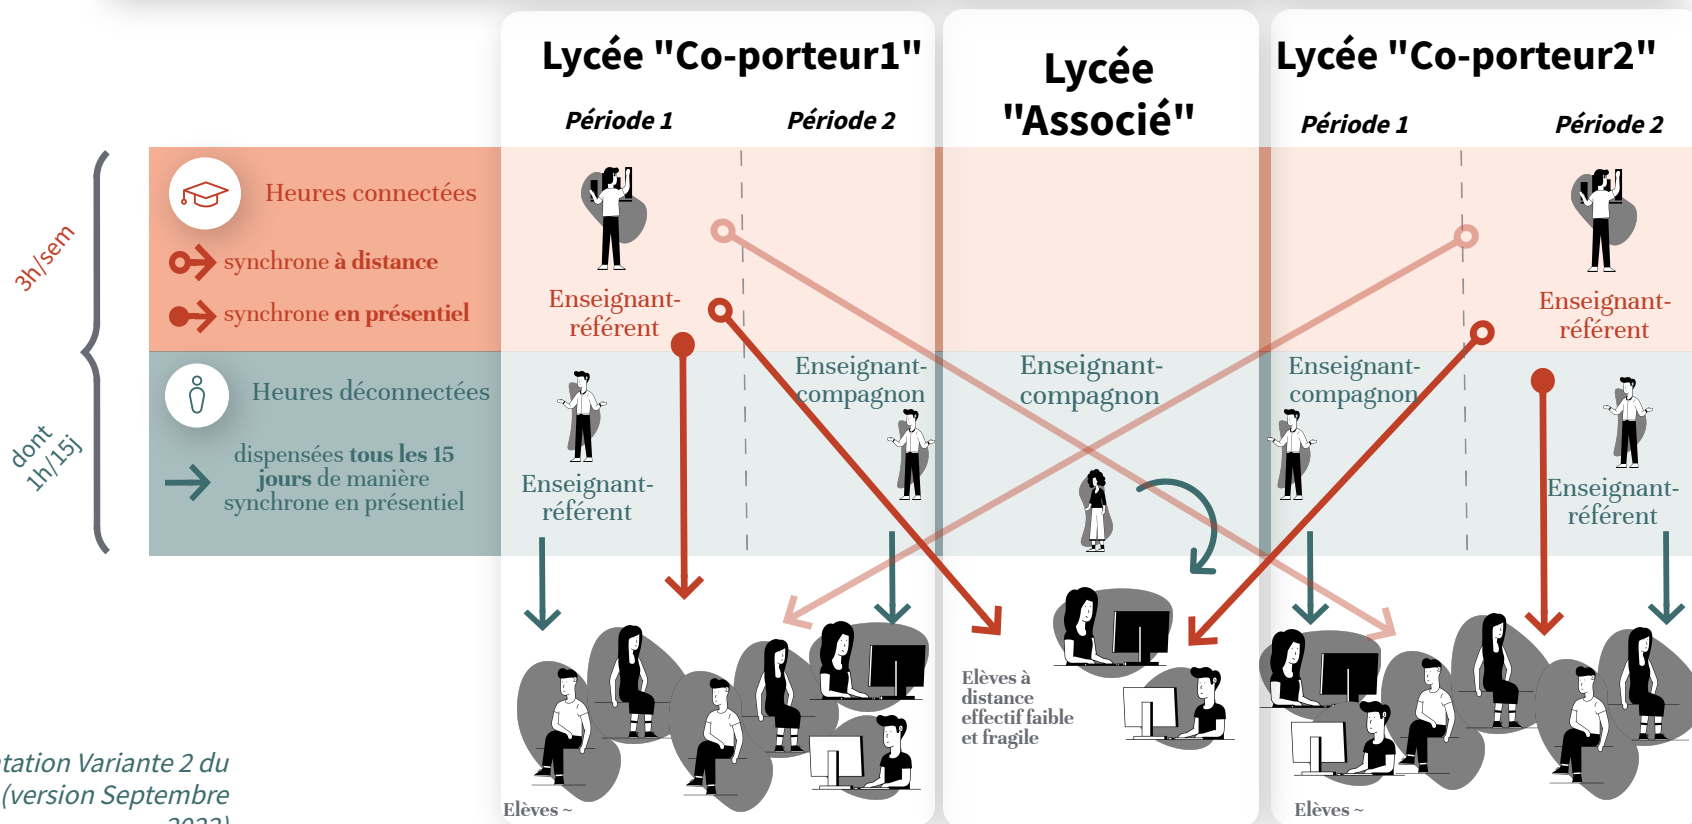 Lycée "Co-porteur1"
Période 1
Période 2
Lycée
"Associé"
Lycée "Co-porteur2"
Période 1
Période 2
3h/sem
dont
1h/15j
Heures connectées
synchrone à distance
synchrone en présentiel
Heures déconnectées
dispensées tous les 15
jours de manière
synchrone en présentiel
Enseignant-
référent
Enseignant-
référent
Enseignant-
compagnon
Enseignant-
compagnon
Enseignant-
compagnon
Enseignant-
référent
Enseignant-
référent
Elèves à
distance
effectif faible
et fragile
Elèves ~
Elèves ~
Variante 2 du
(version Septembre